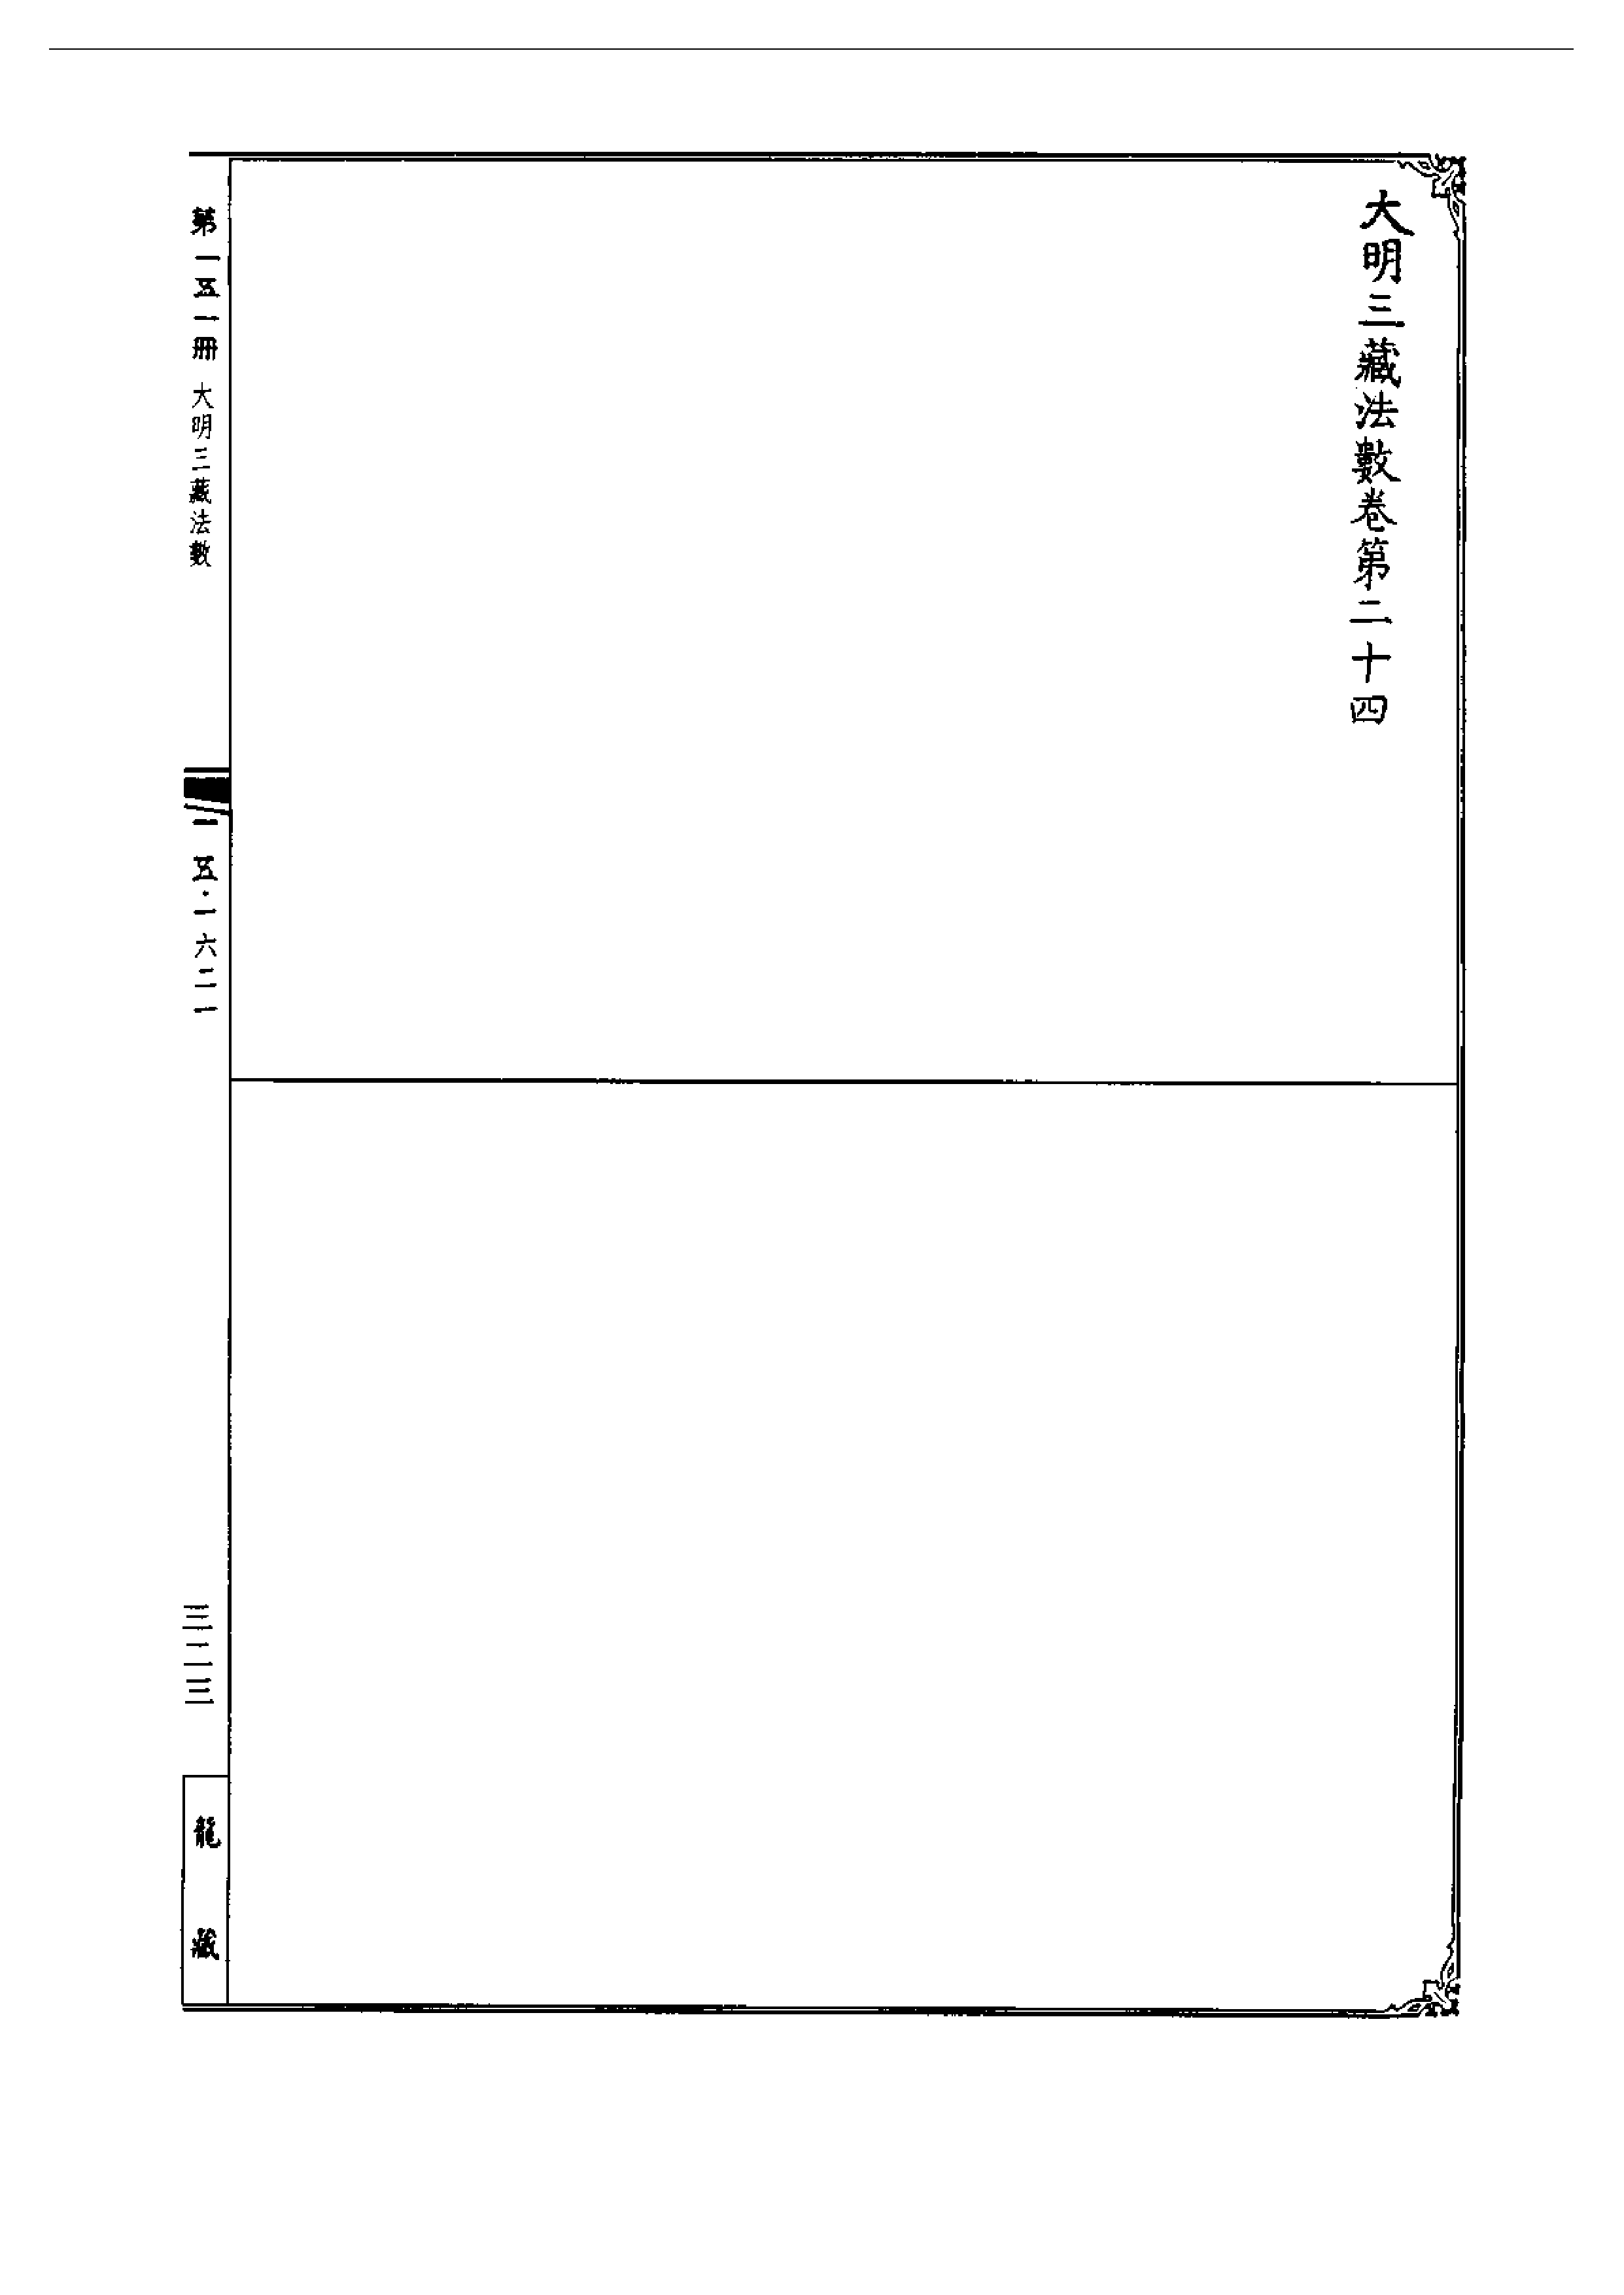 大明三藏法數卷第二十四
第一五一冊 大明三藏法數
一五·一六二一
三二三
龍藏